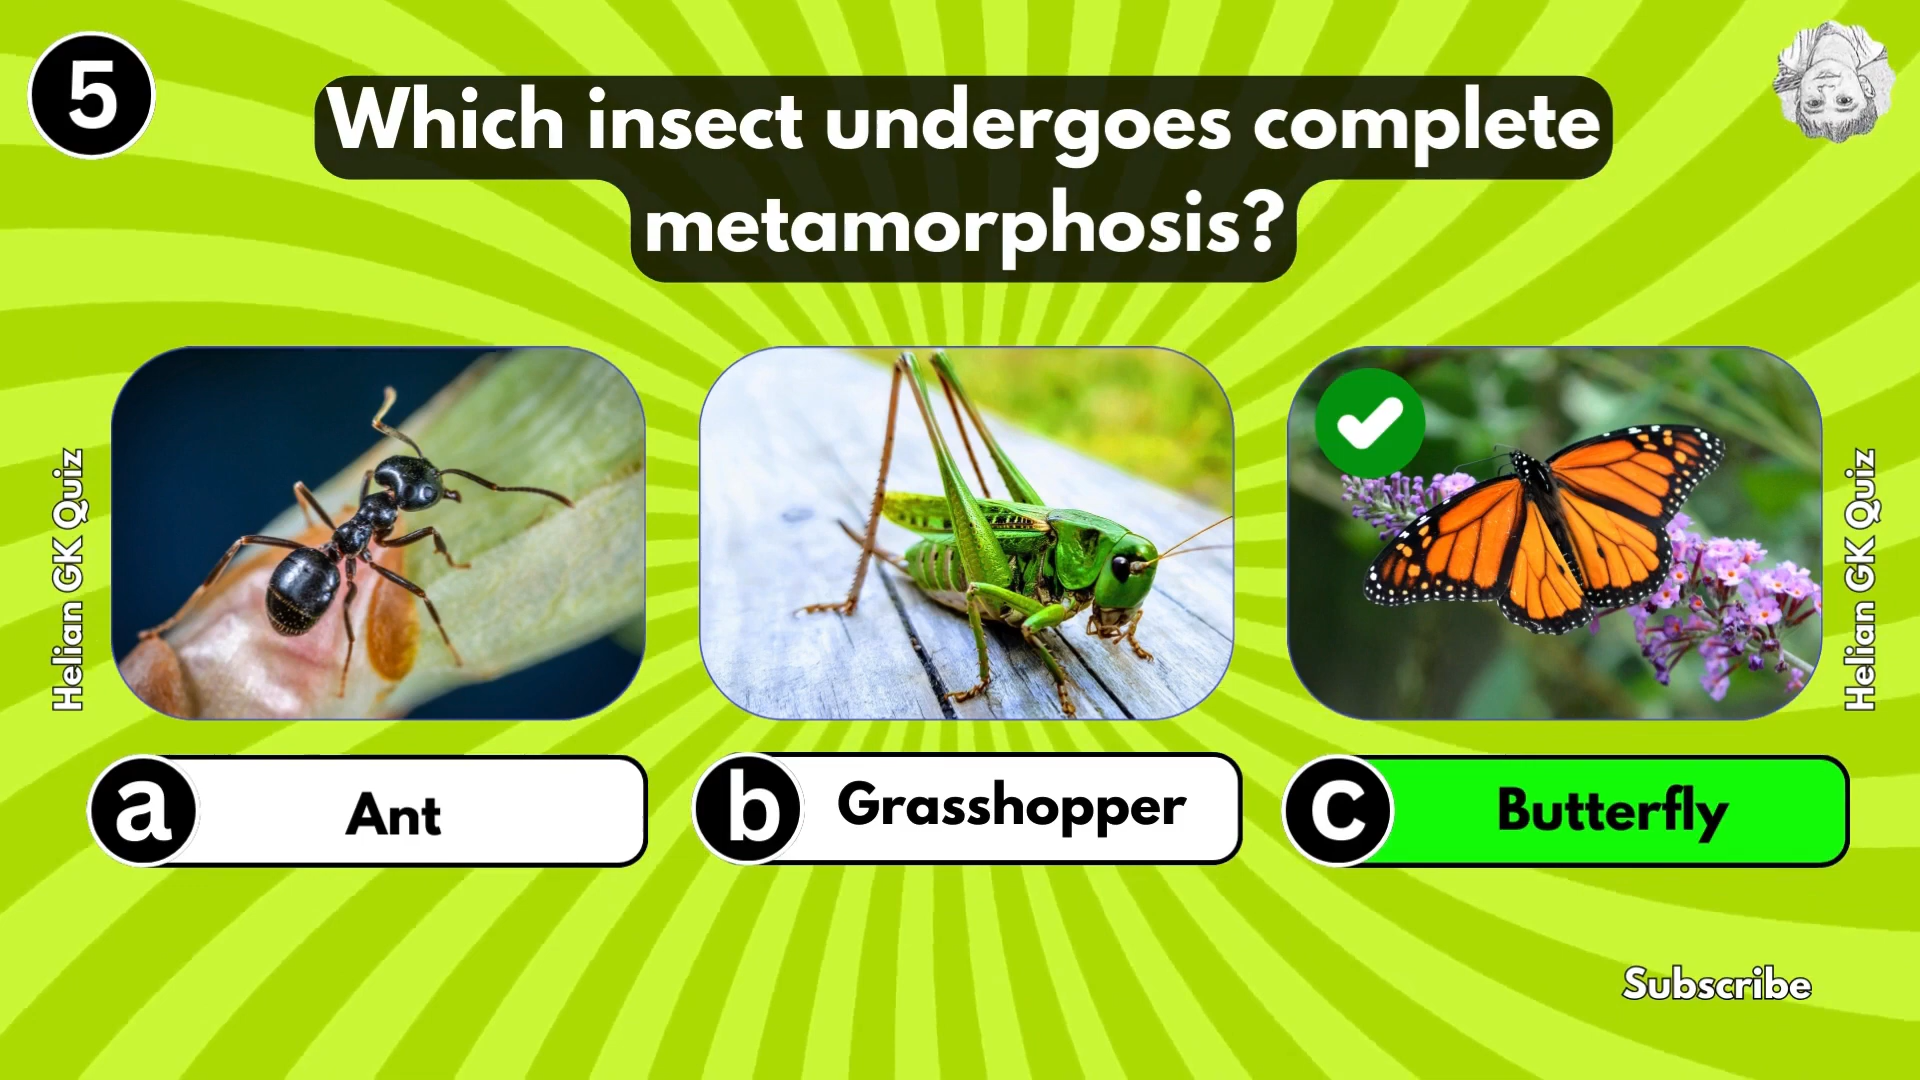 5
Which insect undergoes complete
metamorphosis?
Helian GK Quiz
Helian GK Quiz
a Ant
b Grasshopper
c Butterfly
Subscribe